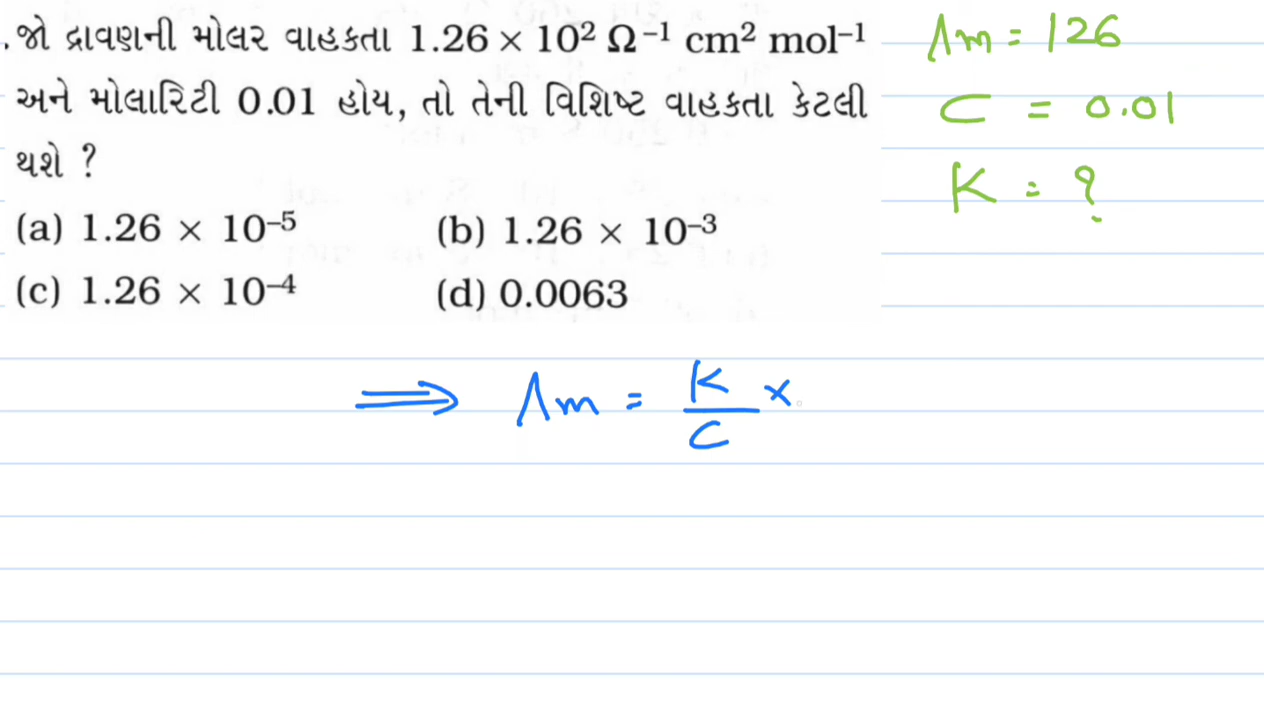 .જો દ્રાવણની મોલર વાહકતા 1.26 × 10² Ω⁻¹ cm² mol⁻¹
અને મોલારિટી 0.01 હોય, તો તેની વિશિષ્ટ વાહકતા કેટલી
થશે ?
(a) 1.26 × 10⁻⁵ (b) 1.26 × 10⁻³
(c) 1.26 × 10⁻⁴ (d) 0.0063
Λm = 126
C = 0.01
K = ?
⟹ Λm = K/C ×